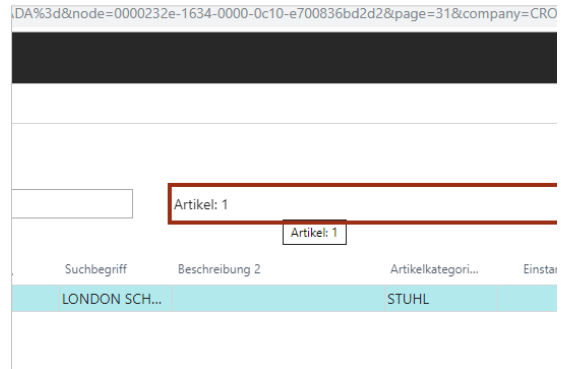 ADA%3d&node=0000232e-1634-0000-0c10-e700836bd2d2&page=31&company=CRO
Artikel: 1
Artikel: 1
Suchbegriff Beschreibung 2 Artikelkategori... Einstan
LONDON SCH... STUHL